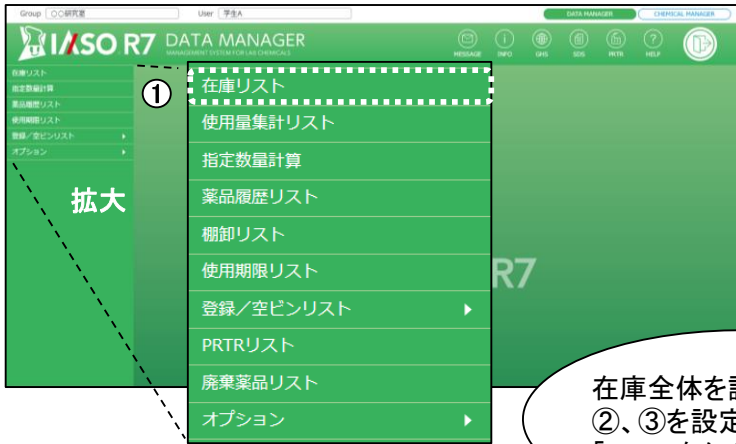 Group ○○研究室 User 学生A DATA MANAGER CHEMICAL MANAGER
IASO R7 DATA MANAGER
MANAGEMENT SYSTEM FOR LAB CHEMICALS
MESSAGE INFO GHS SDS PRTR HELP
在庫リスト
指定数量計算
薬品履歴リスト
使用期限リスト
登録／空ビンリスト
オプション
拡大
①
在庫リスト
使用量集計リスト
指定数量計算
薬品履歴リスト
棚卸リスト
使用期限リスト
登録／空ビンリスト
PRTRリスト
廃棄薬品リスト
オプション
R7
在庫全体を
②、③を設定